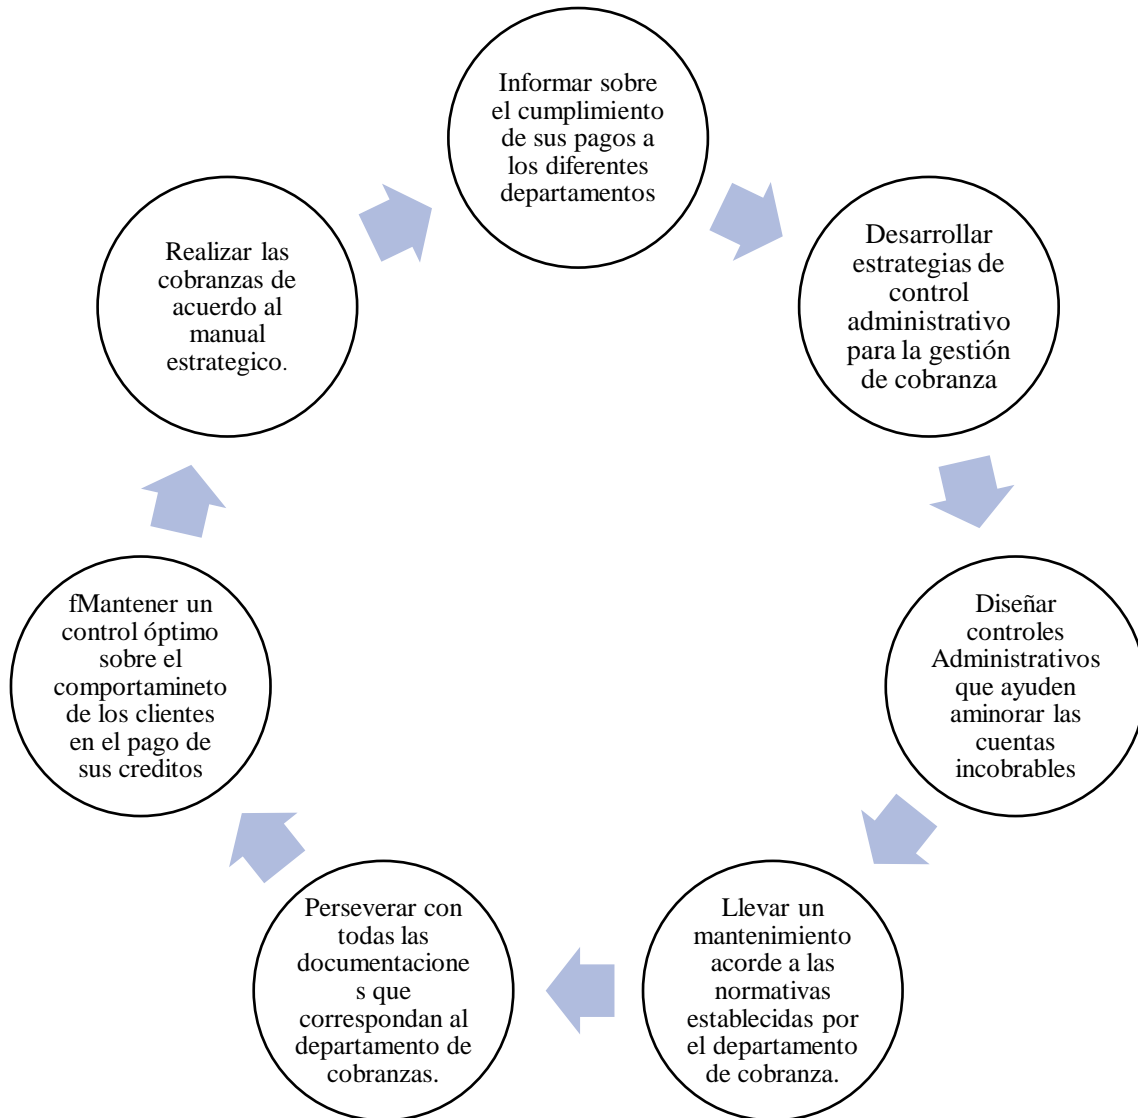 Informar sobre
el cumplimiento
de sus pagos a
los diferentes
departamentos
Desarrollar
estrategias de
control
administrativo
para la gestión
de cobranza
Diseñar
controles
Administrativos
que ayuden
aminorar las
cuentas
incobrables
Llevar un
mantenimiento
acorde a las
normativas
establecidas por
el departamento
de cobranza.
Perseverar con
todas las
documentacione
s que
correspondan al
departamento de
cobranzas.
fMantener un
control óptimo
sobre el
comportamineto
de los clientes
en el pago de
sus creditos
Realizar las
cobranzas de
acuerdo al
manual
estrategico.